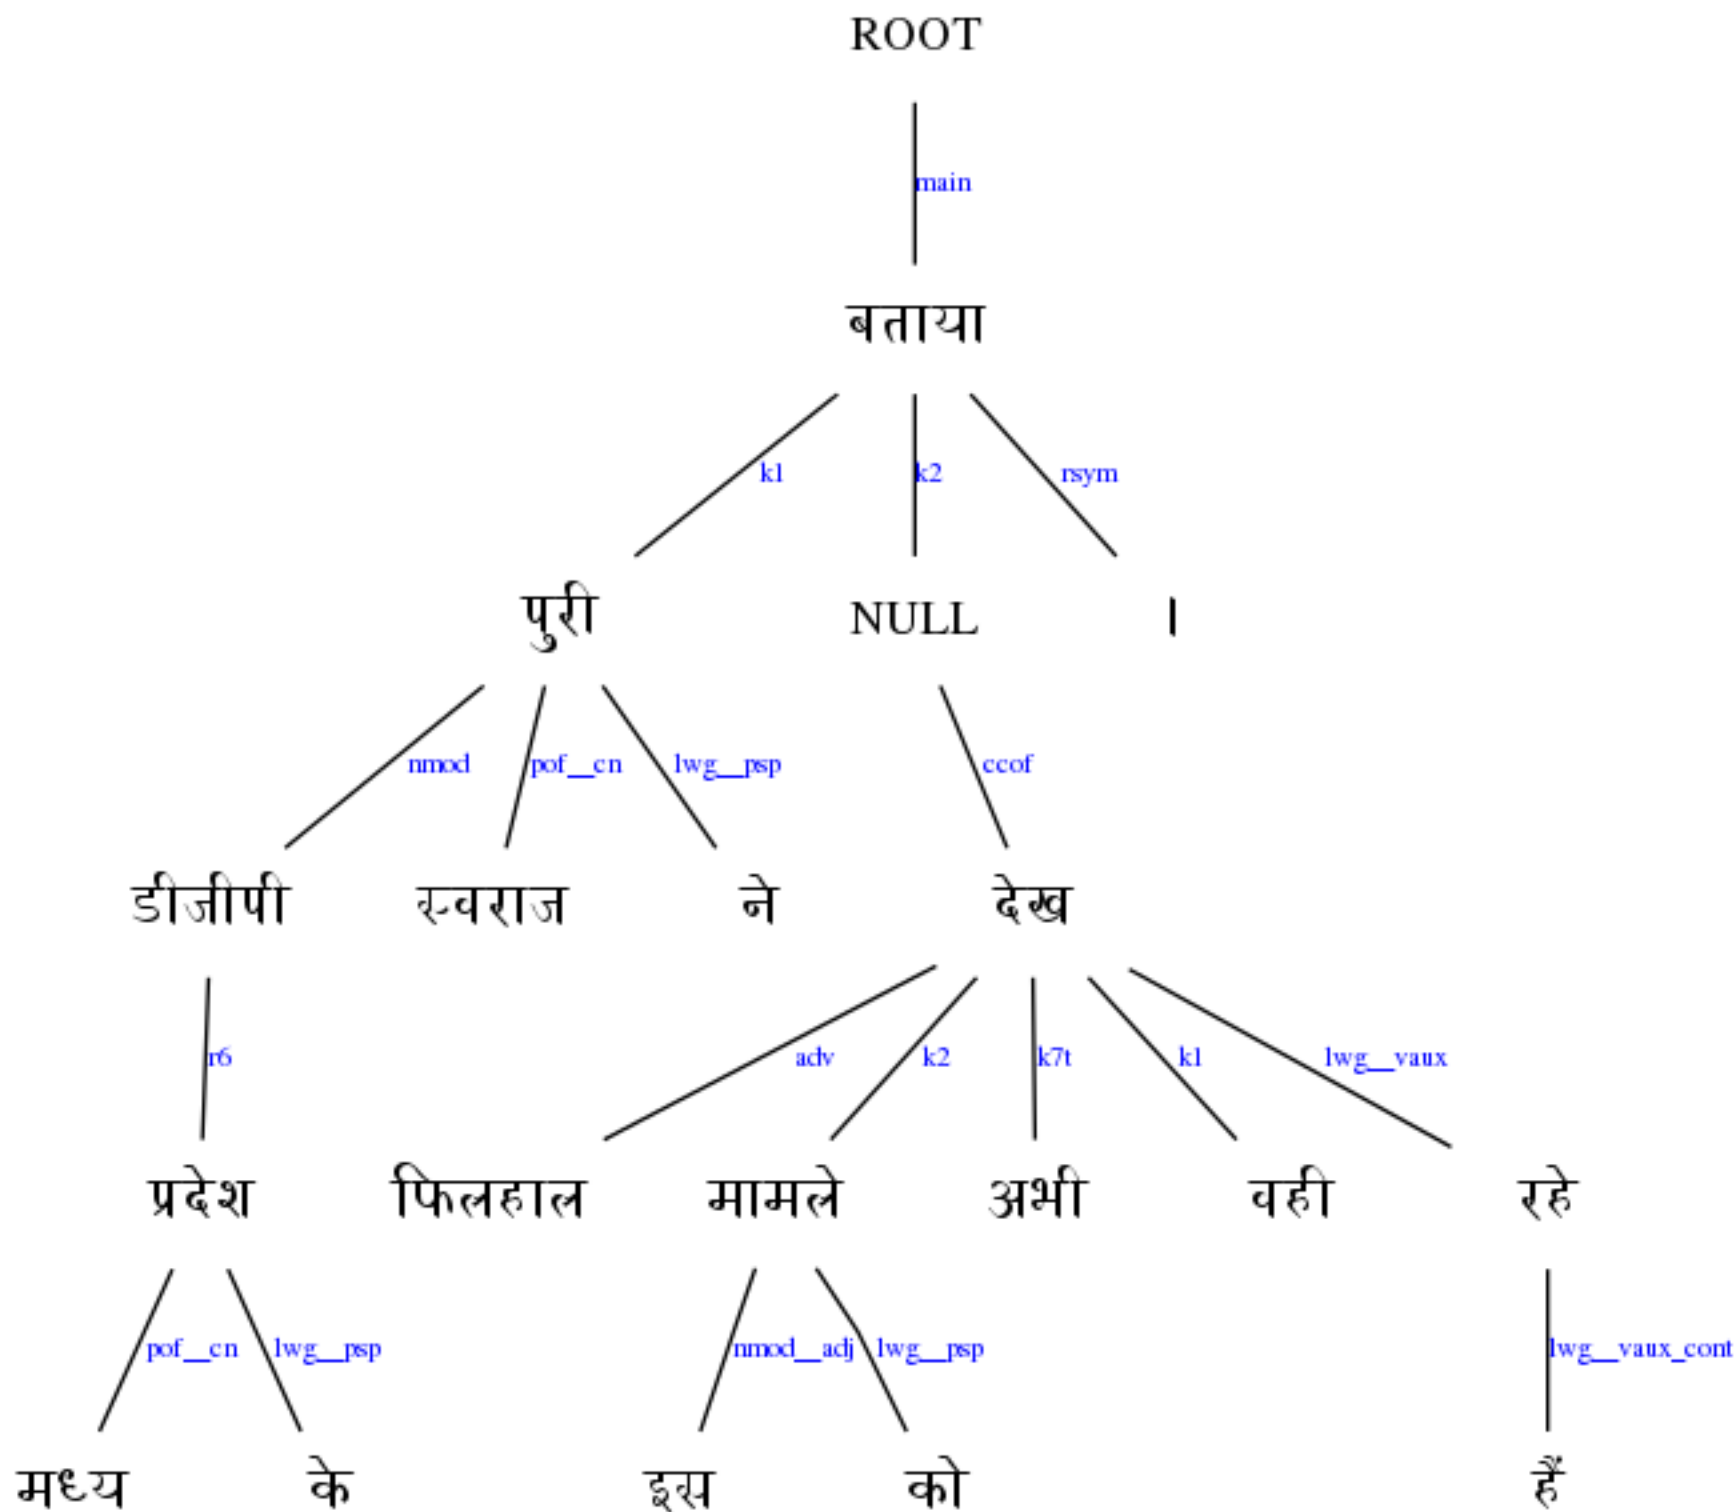 ROOT
main
बताया
k1 k2 rsym
पुरी NULL ।
nmod pof__cn lwg__psp ccof
डीजीपी स्वराज ने देख
r6 adv k2 k7t k1 lwg__vaux
प्रदेश फिलहाल मामले अभी वही रहे
pof__cn lwg__psp nmod__adj lwg__psp lwg__vaux_cont
मध्य के इस को हैं